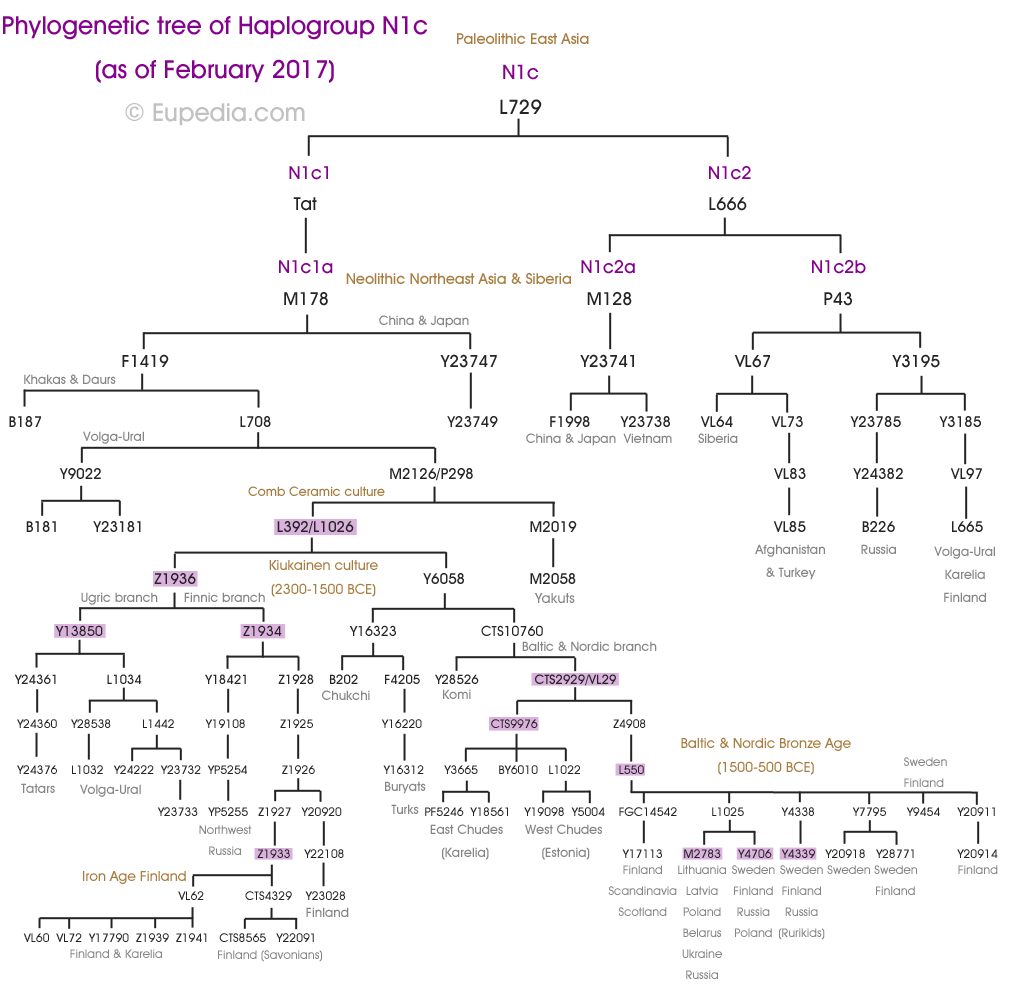 Phylogenetic tree of Haplogroup N1c
Paleolithic East Asia
(as of February 2017)
N1c
© Eupedia.com
L729
N1c1 N1c2
Tat L666
N1c1a Neolithic Northeast Asia & Siberia N1c2a N1c2b
M178 M128 P43
China & Japan
F1419 Y23747 Y23741 VL67 Y3195
Khakas & Daurs
B187 L708 Y23749 F1998 Y23738 VL64 VL73 Y23785 Y3185
Volga-Ural China & Japan Vietnam Siberia
Y9022 M2126/P298 VL83 Y24382 VL97
Comb Ceramic culture
B181 Y23181 L392/L1026 M2019 VL85 B226 L665
Afghanistan Russia Volga-Ural
Kiukainen culture
& Turkey Karelia
Z1936 Y6058 M2058
(2300-1500 BCE)
Ugric branch Finnic branch Yakuts Finland
Y13850 Z1934 Y16323 CTS10760
Baltic & Nordic branch
Y24361 L1034 Y18421 Z1928 B202 F4205 Y28526 CTS2929/VL29
Chukchi Komi
Y24360 Y28538 L1442 Y19108 Z1925 Y16220 CTS9976 Z4908
Baltic & Nordic Bronze Age
(1500-500 BCE)
Sweden
Finland
Y24376 L1032 Y24222 Y23732 YP5254 Z1926 Y16312 Y3665 BY6010 L1022 L550
Tatars Volga-Ural Buryats
Turks
Y23733 YP5255 Z1927 Y20920 PF5246 Y18561 Y19098 Y5004 FGC14542 L1025 Y4338 Y7795 Y9454 Y20911
Northwest East Chudes West Chudes
Russia (Karelia) (Estonia)
Z1933 Y22108 Y17113 M2783 Y4706 Y4339 Y20918 Y28771 Y20914
Finland Lithuania Sweden Sweden Sweden Sweden Finland
Iron Age Finland
Scandinavia Latvia Finland Finland Finland
VL62 CTS4329 Y23028
Finland
Scotland Poland Russia Russia
Belarus Poland (Rurikids)
VL60 VL72 Y17790 Z1939 Z1941 CTS8565 Y22091
Finland & Karelia Finland (Savonians)
Ukraine
Russia